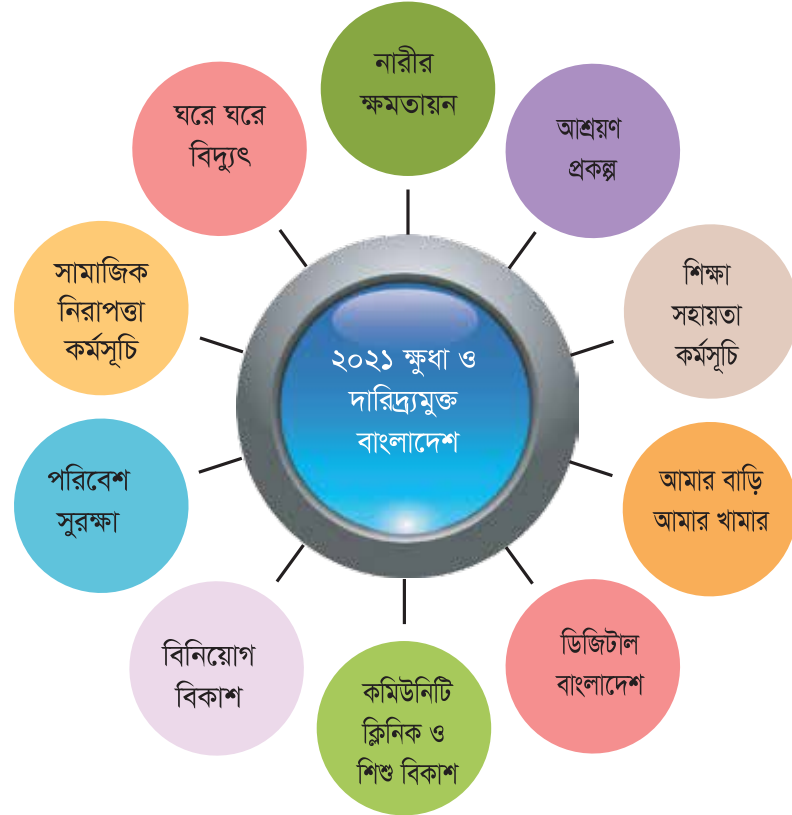 নারীর
ক্ষমতায়ন
আশ্রয়ণ
প্রকল্প
শিক্ষা
সহায়তা
কর্মসূচি
আমার বাড়ি
আমার খামার
ডিজিটাল
বাংলাদেশ
কমিউনিটি
ক্লিনিক ও
শিশু বিকাশ
বিনিয়োগ
বিকাশ
পরিবেশ
সুরক্ষা
সামাজিক
নিরাপত্তা
কর্মসূচি
ঘরে ঘরে
বিদ্যুৎ
২০২১ ক্ষুধা ও
দারিদ্র্যমুক্ত
বাংলাদেশ